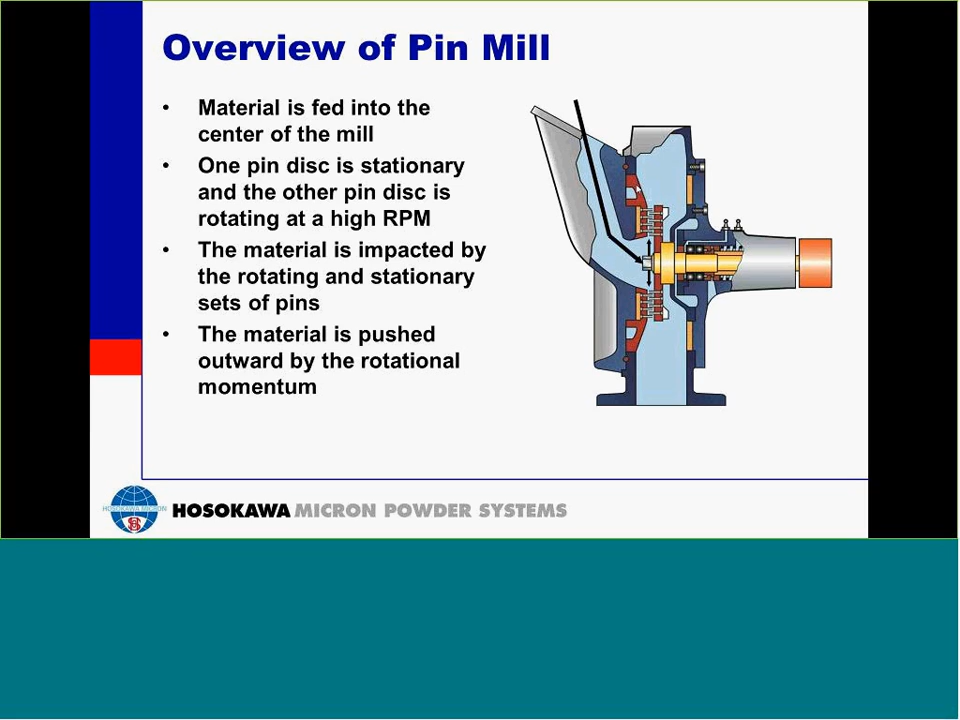 Overview of Pin Mill
• Material is fed into the
center of the mill
• One pin disc is stationary
and the other pin disc is
rotating at a high RPM
• The material is impacted by
the rotating and stationary
sets of pins
• The material is pushed
outward by the rotational
momentum
HOSOKAWA MICRON
HOSOKAWA MICRON POWDER SYSTEMS